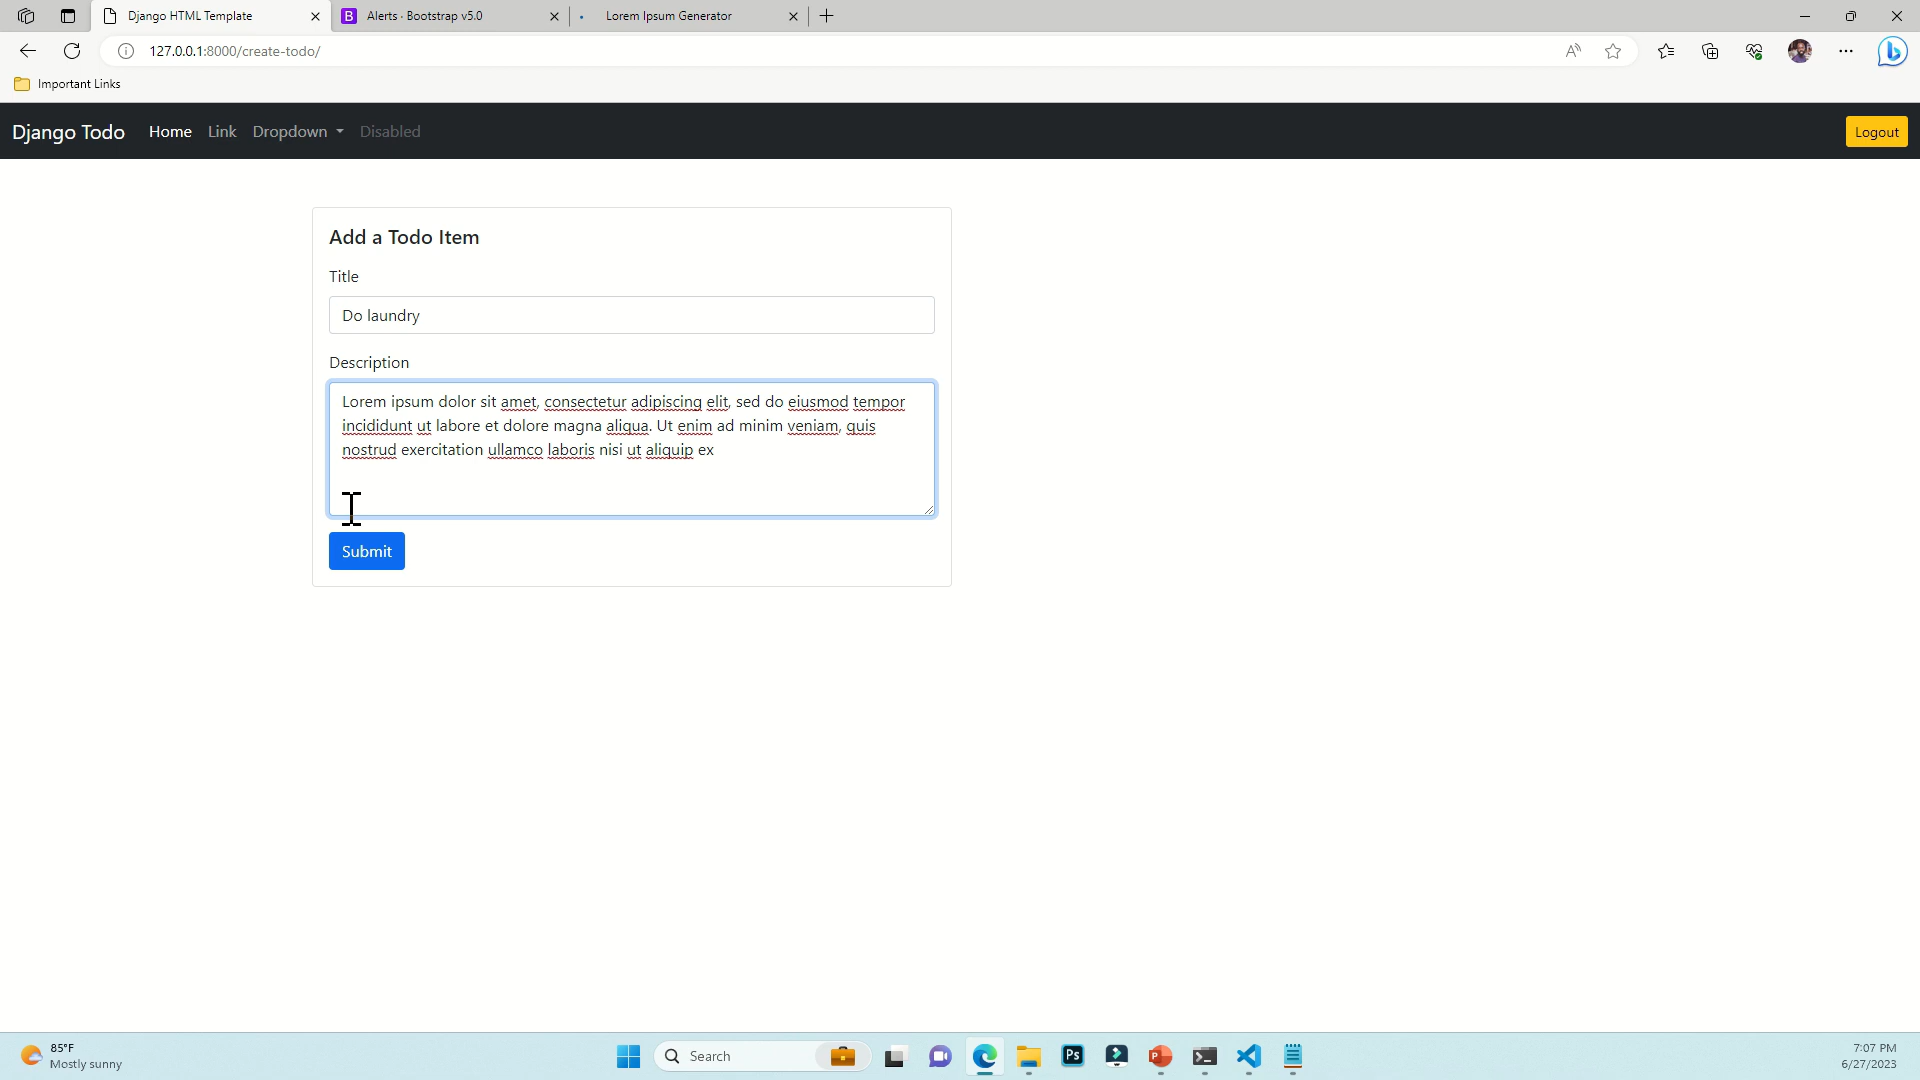 Django HTML Template
Alerts · Bootstrap v5.0
Lorem Ipsum Generator
127.0.0.1:8000/create-todo/
Important Links
Django Todo Home Link Dropdown Disabled Logout
Add a Todo Item
Title
Do laundry
Description
Lorem ipsum dolor sit amet, consectetur adipiscing elit, sed do eiusmod tempor
incididunt ut labore et dolore magna aliqua. Ut enim ad minim veniam, quis
nostrud exercitation ullamco laboris nisi ut aliquip ex
Submit
85°F
Mostly sunny
Search
Ps
7:07 PM
6/27/2023